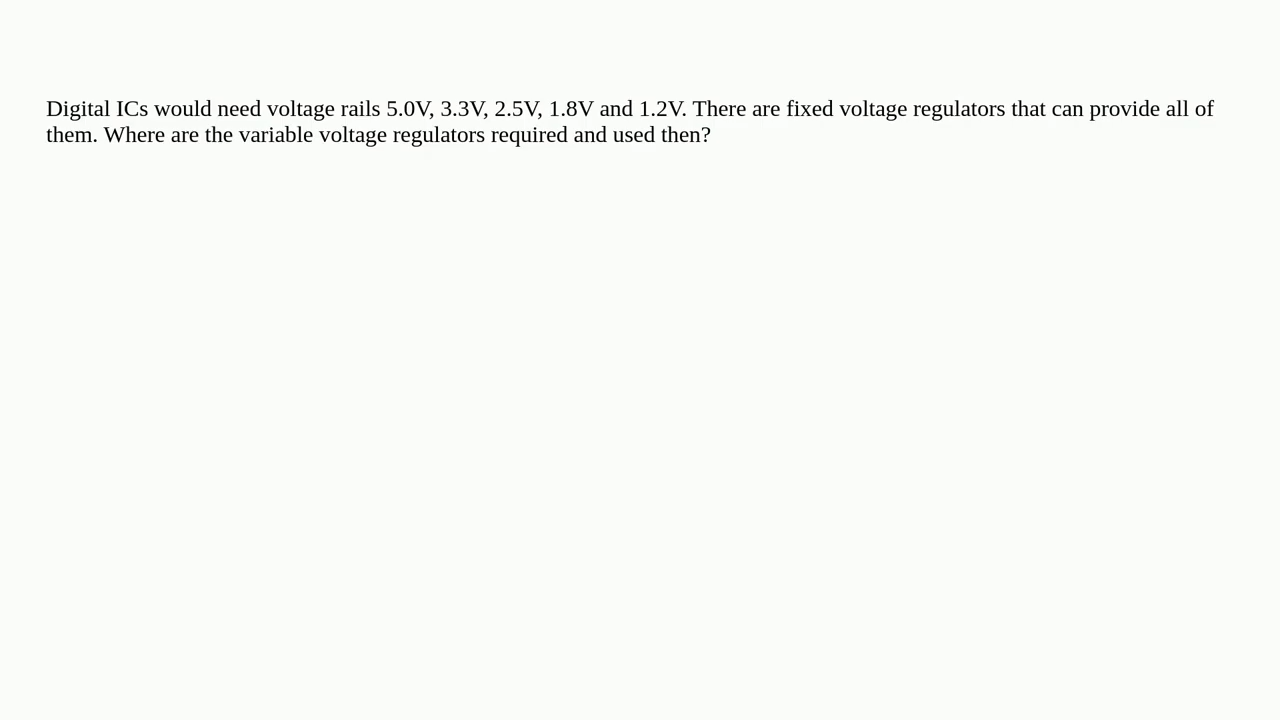 Digital ICs would need voltage rails 5.0V, 3.3V, 2.5V, 1.8V and 1.2V. There are fixed voltage regulators that can provide all of
them. Where are the variable voltage regulators required and used then?